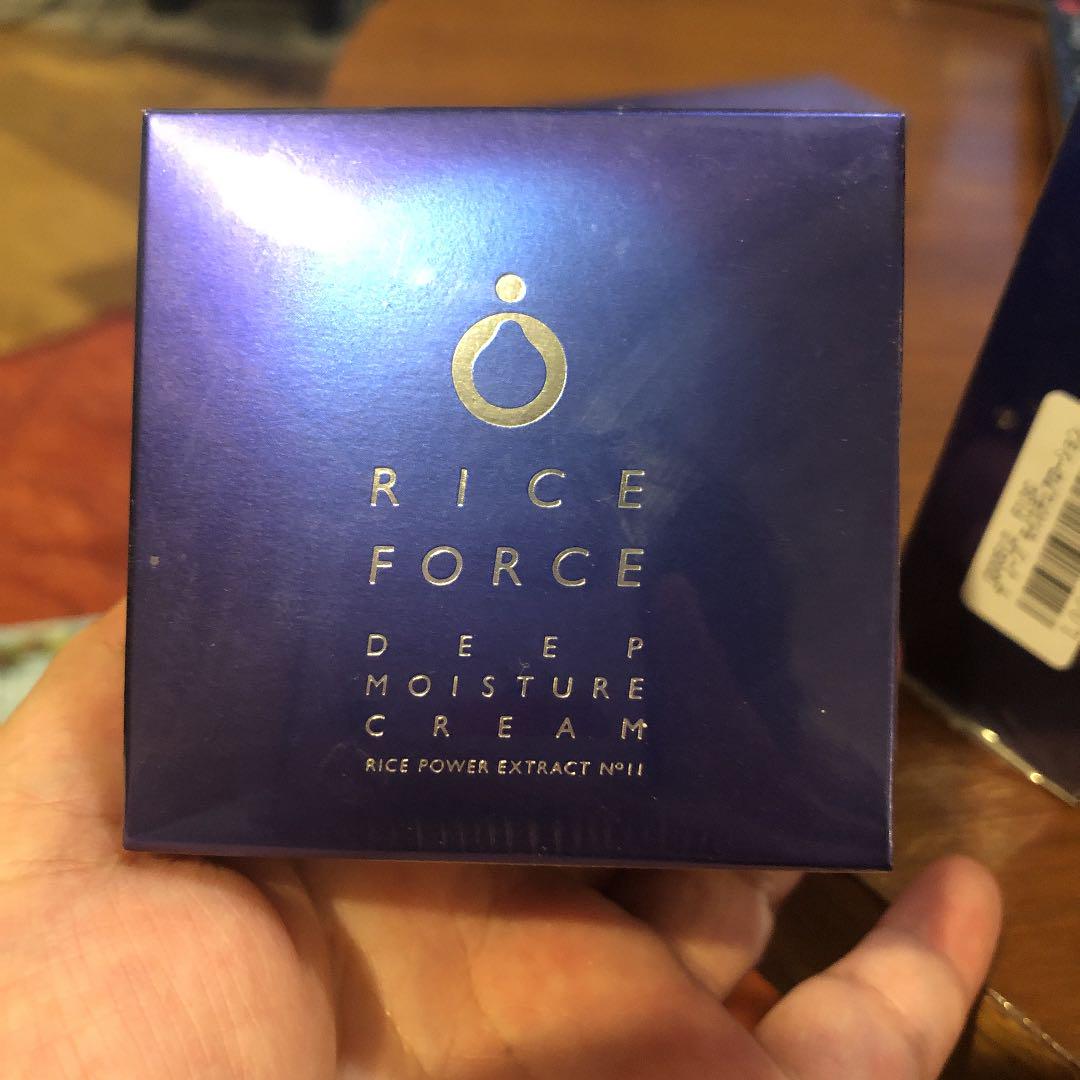 RICE
FORCE
DEEP
MOISTURE
CREAM
RICE POWER EXTRACT Nº11